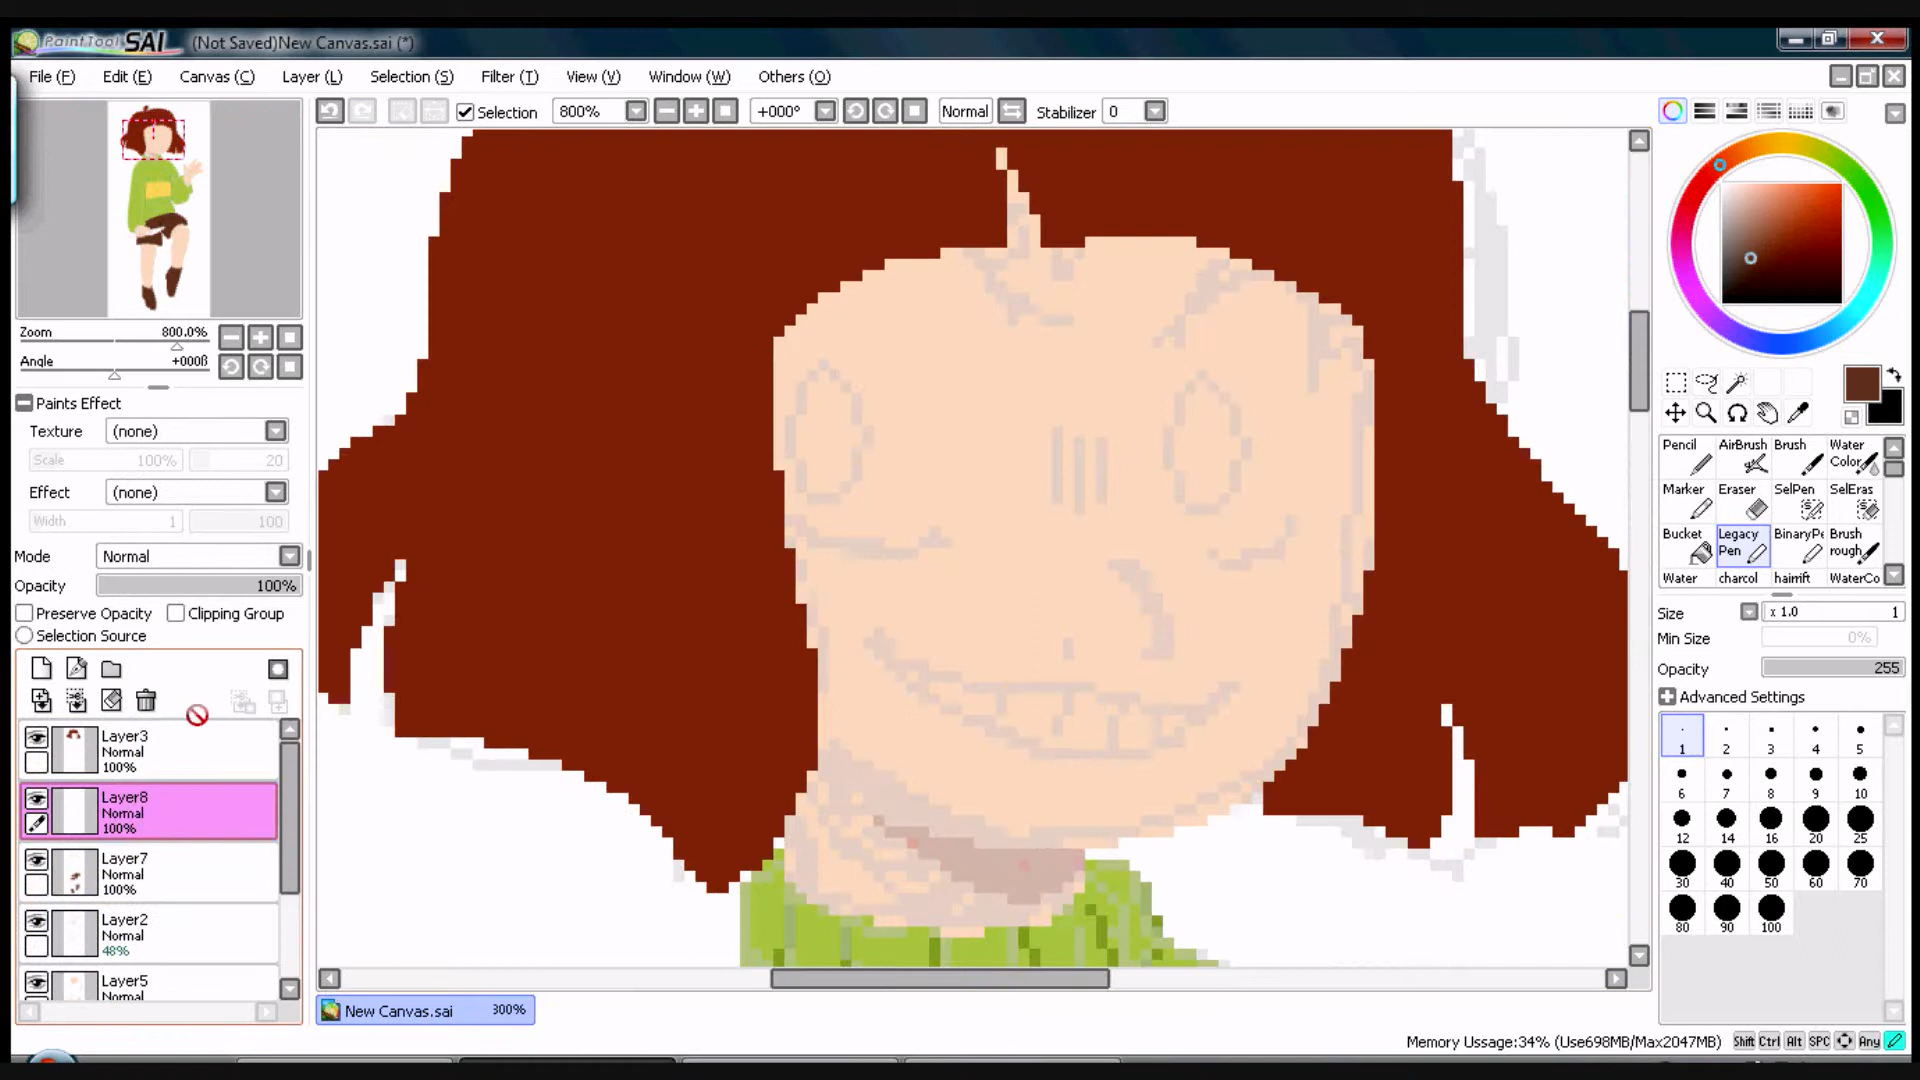 PaintTool SAI (Not Saved)New Canvas.sai (*)
File (F) Edit (E) Canvas (C) Layer (L) Selection (S) Filter (T) View (V) Window (W) Others (O)
Selection 800% +000° Normal Stabilizer 0
Zoom 800.0%
Angle +000ß
Paints Effect
Texture (none)
Scale 100% 20
Effect (none)
Width 1 100
Mode Normal
Opacity 100%
Preserve Opacity Clipping Group
Selection Source
Layer3
Normal
100%
Layer8
Normal
100%
Layer7
Normal
100%
Layer2
Normal
48%
Layer5
Normal
New Canvas.sai 300%
Pencil AirBrush Brush Water Color
Marker Eraser SelPen SelEras
Bucket Legacy Pen BinaryPe Brush rough
Water charcol hairrift WaterCo
Size x 1.0 1
Min Size 0%
Opacity 255
Advanced Settings
1 2 3 4 5
6 7 8 9 10
12 14 16 20 25
30 40 50 60 70
80 90 100
Memory Ussage:34% (Use698MB/Max2047MB) Shift Ctrl Alt SPC Any